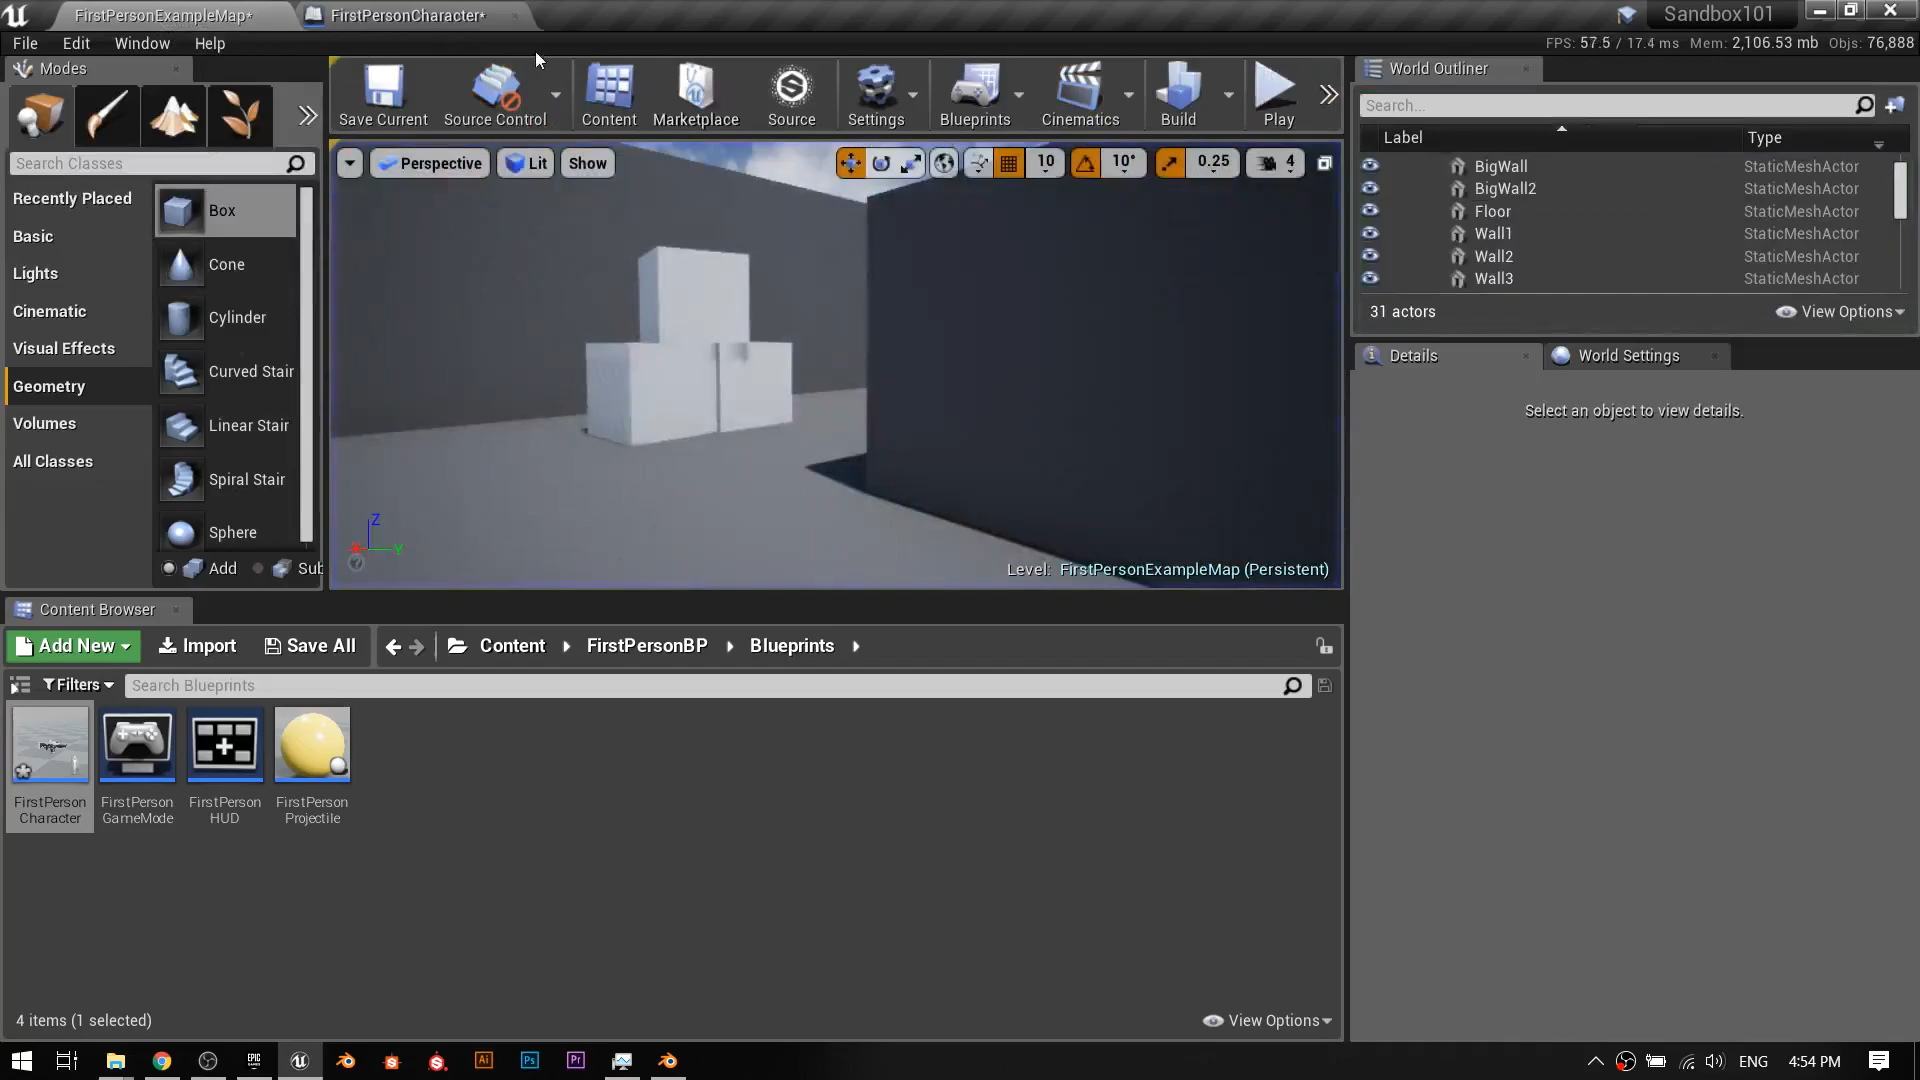 FirstPersonExampleMap*
FirstPersonCharacter*
Sandbox101
File Edit Window Help
FPS: 57.5 / 17.4 ms Mem: 2,106.53 mb Objs: 76,888
Modes
Save Current
Source Control
Content
Marketplace
Source
Settings
Blueprints
Cinematics
Build
Play
World Outliner
Search...
Label Type
BigWall StaticMeshActor
BigWall2 StaticMeshActor
Floor StaticMeshActor
Wall1 StaticMeshActor
Wall2 StaticMeshActor
Wall3 StaticMeshActor
31 actors
View Options
Search Classes
Recently Placed
Basic
Lights
Cinematic
Visual Effects
Geometry
Volumes
All Classes
Box
Cone
Cylinder
Curved Stair
Linear Stair
Spiral Stair
Sphere
Add Sub
Perspective Lit Show
10 10° 0.25 4
Z
X Y
Level: FirstPersonExampleMap (Persistent)
Details
World Settings
Select an object to view details.
Content Browser
Add New Import Save All Content FirstPersonBP Blueprints
Filters Search Blueprints
FirstPerson
Character
FirstPerson
GameMode
FirstPerson
HUD
FirstPerson
Projectile
4 items (1 selected)
View Options
EPIC
Ai Ps Pr
ENG 4:54 PM